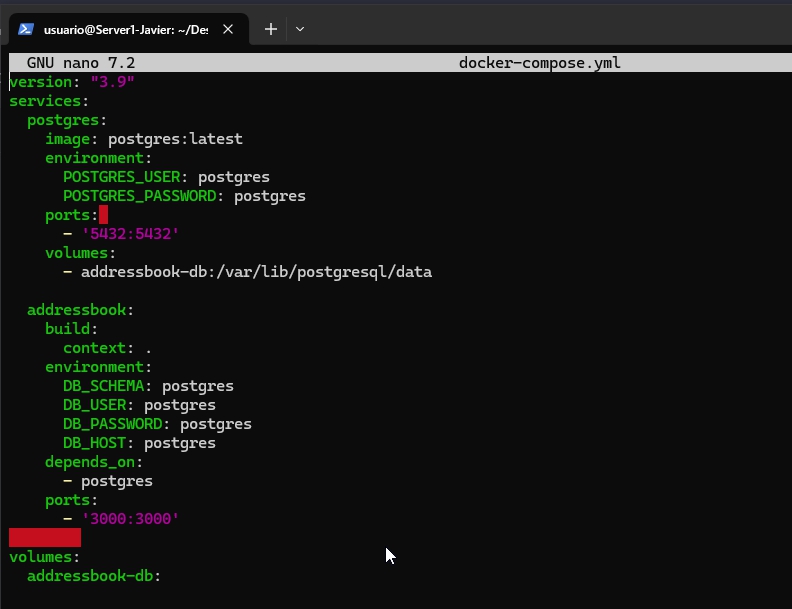 usuario@Server1-Javier: ~/De
GNU nano 7.2 docker-compose.yml
version: "3.9"
services:
  postgres:
    image: postgres:latest
    environment:
      POSTGRES_USER: postgres
      POSTGRES_PASSWORD: postgres
    ports:
      - '5432:5432'
    volumes:
      - addressbook-db:/var/lib/postgresql/data

  addressbook:
    build:
      context: .
    environment:
      DB_SCHEMA: postgres
      DB_USER: postgres
      DB_PASSWORD: postgres
      DB_HOST: postgres
    depends_on:
      - postgres
    ports:
      - '3000:3000'

volumes:
  addressbook-db: